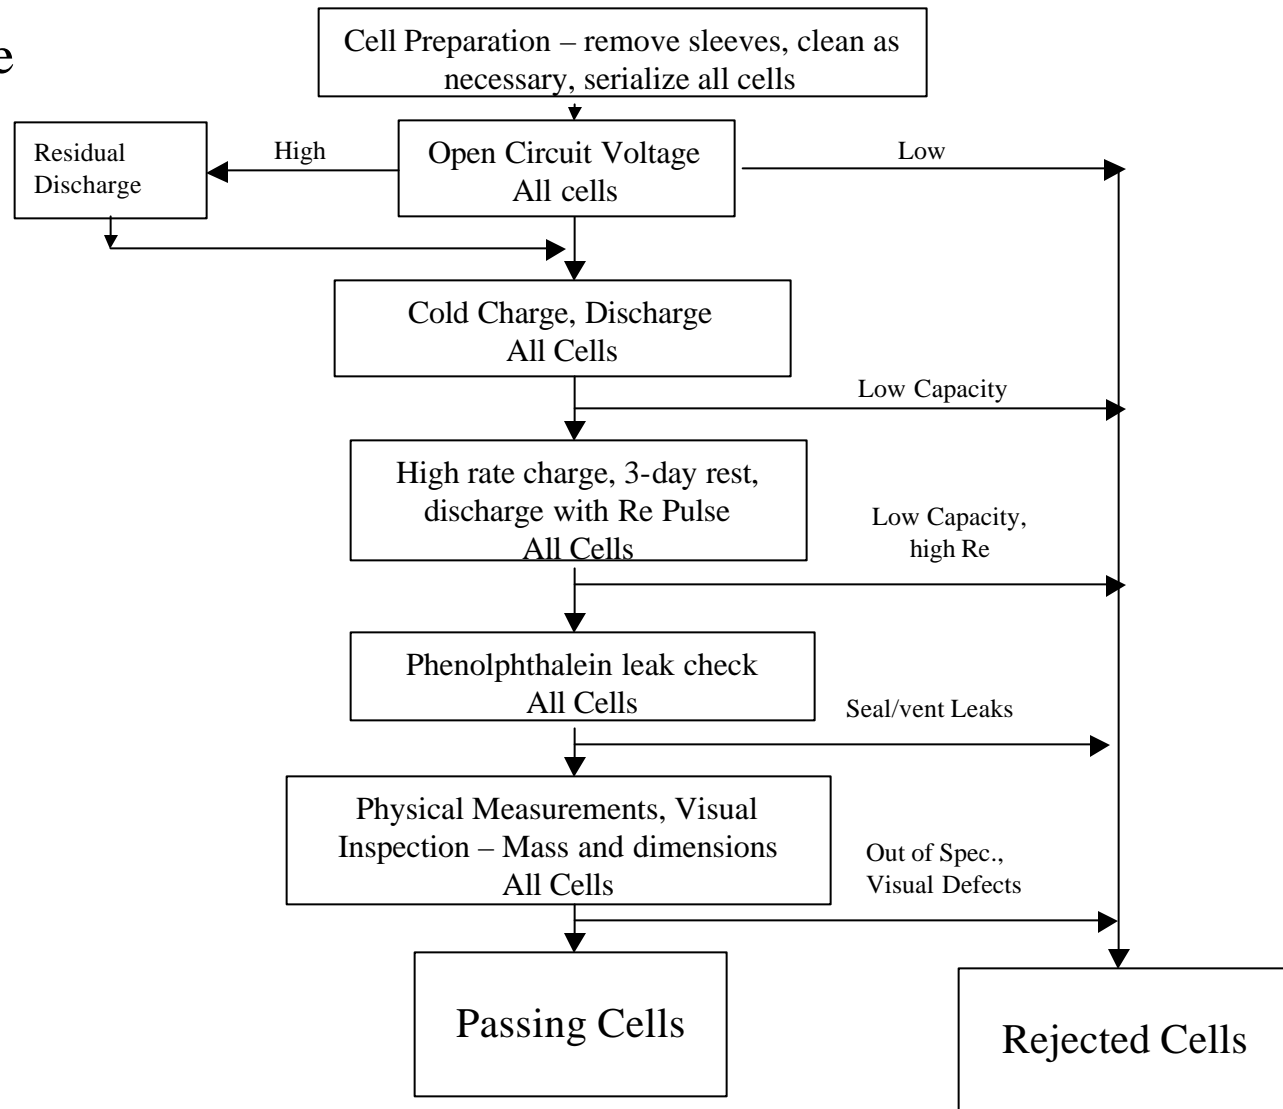 e
Cell Preparation – remove sleeves, clean as
necessary, serialize all cells
Residual
Discharge
High
Open Circuit Voltage
All cells
Low
Cold Charge, Discharge
All Cells
Low Capacity
High rate charge, 3-day rest,
discharge with Re Pulse
All Cells
Low Capacity,
high Re
Phenolphthalein leak check
All Cells
Seal/vent Leaks
Physical Measurements, Visual
Inspection – Mass and dimensions
All Cells
Out of Spec.,
Visual Defects
Passing Cells
Rejected Cells